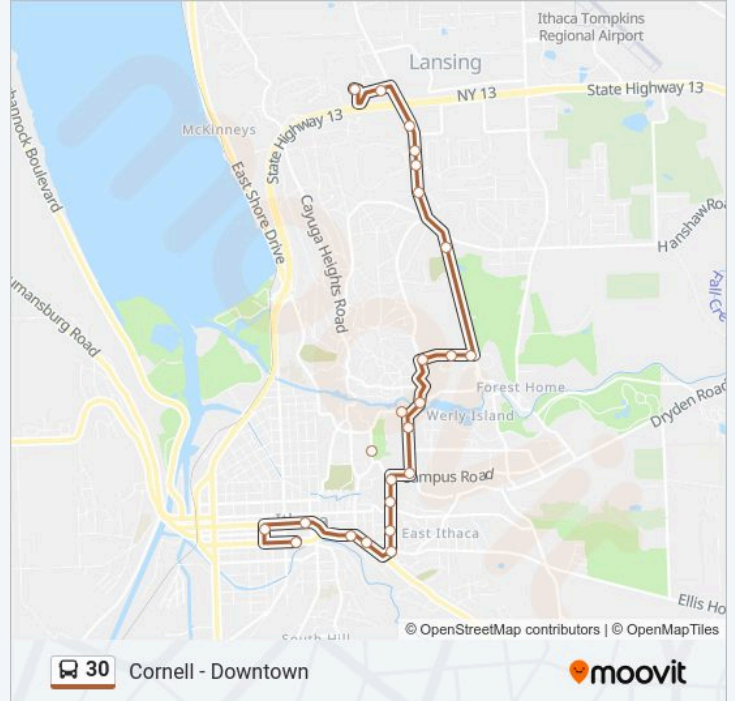 Ithaca Tompkins
Regional Airport
Lansing
NY 13
State Highway 13
State Highway 13
McKinneys
East Shore Drive
Cayuga Heights Road
Hanshaw Roa
Fall Cre
hannock Boulevard
umansburg Road
Forest Home
Werly Island
Dryden Road
ampus Road
East Ithaca
Ellis Ho
South Hill
© OpenStreetMap contributors | © OpenMapTiles
30 Cornell - Downtown
moovit